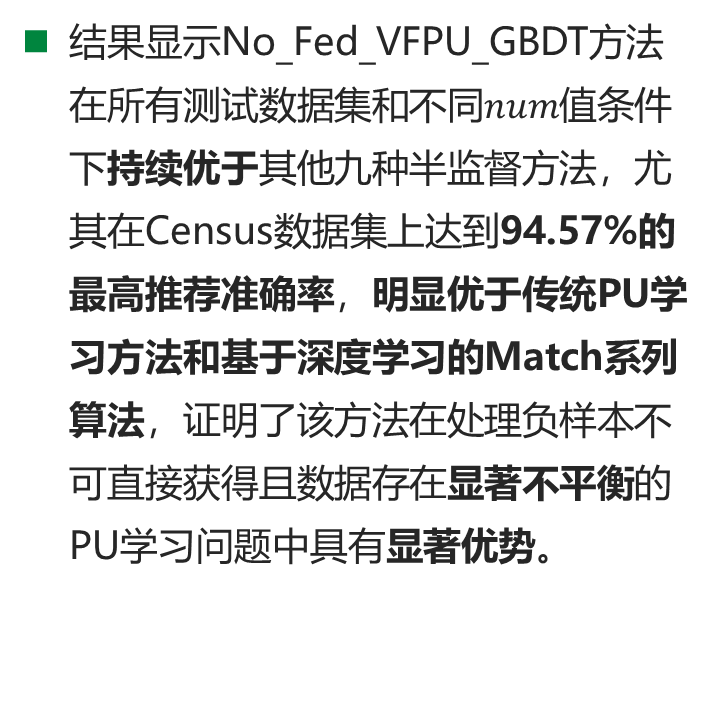 结果显示No_Fed_VFPU_GBDT方法
在所有测试数据集和不同num值条件
下持续优于其他九种半监督方法，尤
其在Census数据集上达到94.57%的
最高推荐准确率，明显优于传统PU学
习方法和基于深度学习的Match系列
算法，证明了该方法在处理负样本不
可直接获得且数据存在显著不平衡的
PU学习问题中具有显著优势。